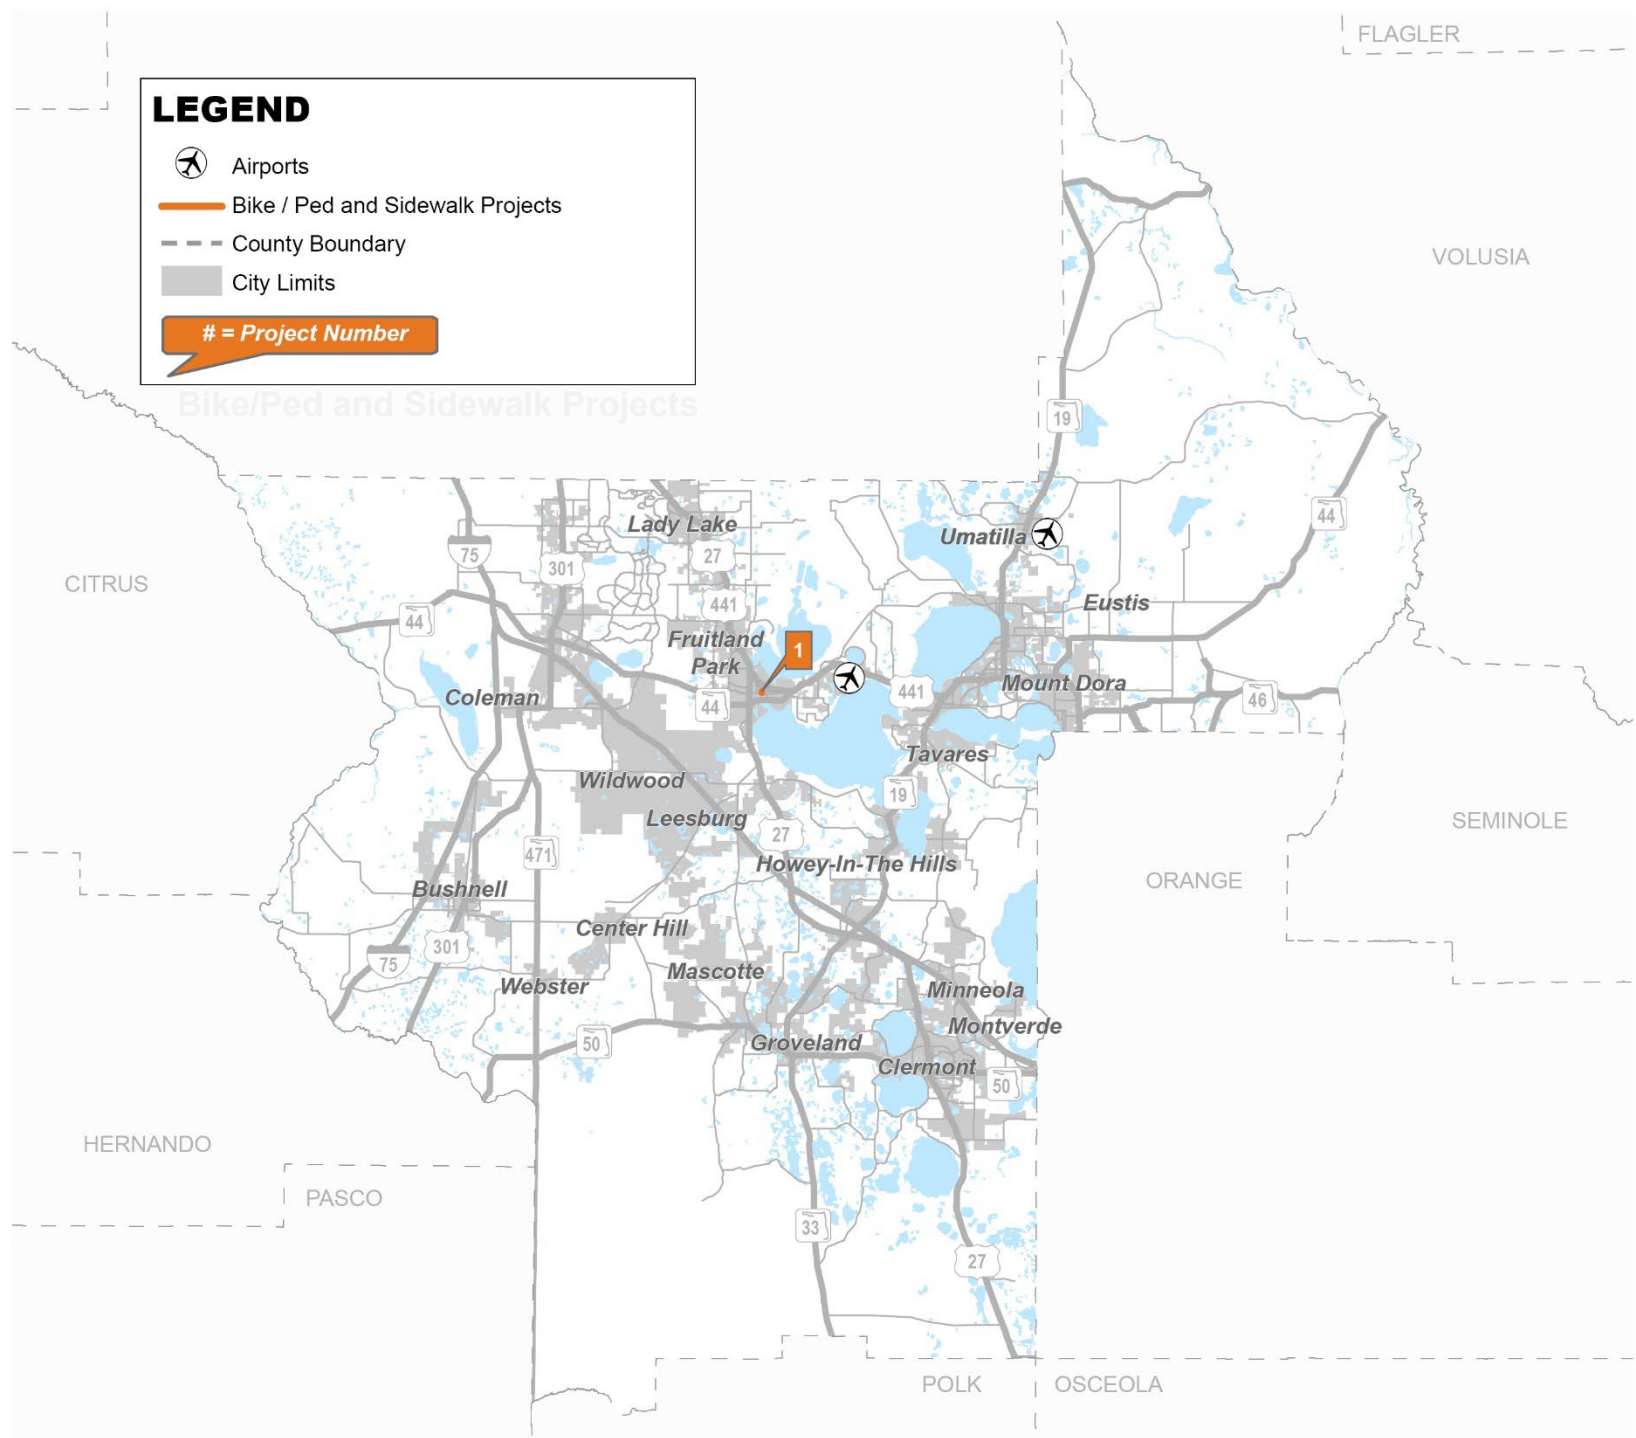 FLAGLER
LEGEND
Airports
Bike / Ped and Sidewalk Projects
County Boundary
City Limits
# = Project Number
Bike/Ped and Sidewalk Projects
VOLUSIA
19
44
Lady Lake
Umatilla
75
27
301
CITRUS
441
Eustis
44
Fruitland
Park
1
Mount Dora
441
Coleman
44
46
Tavares
Wildwood
19
Leesburg
SEMINOLE
27
471
Howey-In-The Hills
ORANGE
Bushnell
Center Hill
301
75
Mascotte
Webster
Minneola
Montverde
50
Groveland
Clermont
50
HERNANDO
PASCO
33
27
POLK
OSCEOLA